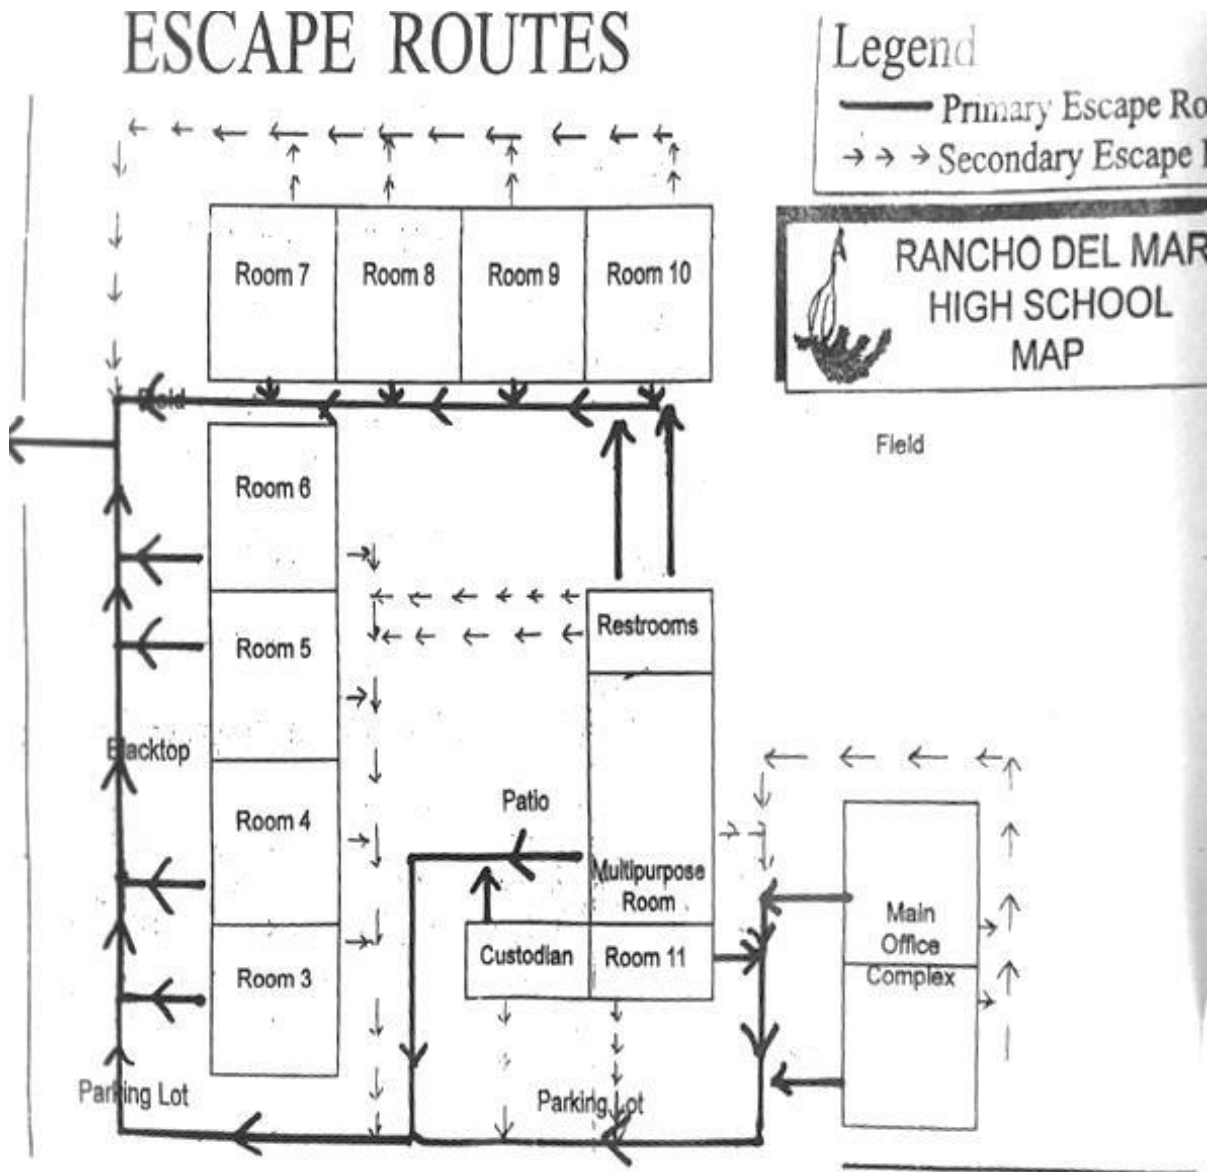 ESCAPE ROUTES
Legend
Primary Escape Ro
Secondary Escape
RANCHO DEL MAR
HIGH SCHOOL
MAP
Room 7
Room 8
Room 9
Room 10
Field
Field
Room 6
Restrooms
Room 5
Blacktop
Patio
Room 4
Multipurpose
Room
Main
Office
Complex
Custodian
Room 11
Room 3
Parking Lot
Parking Lot